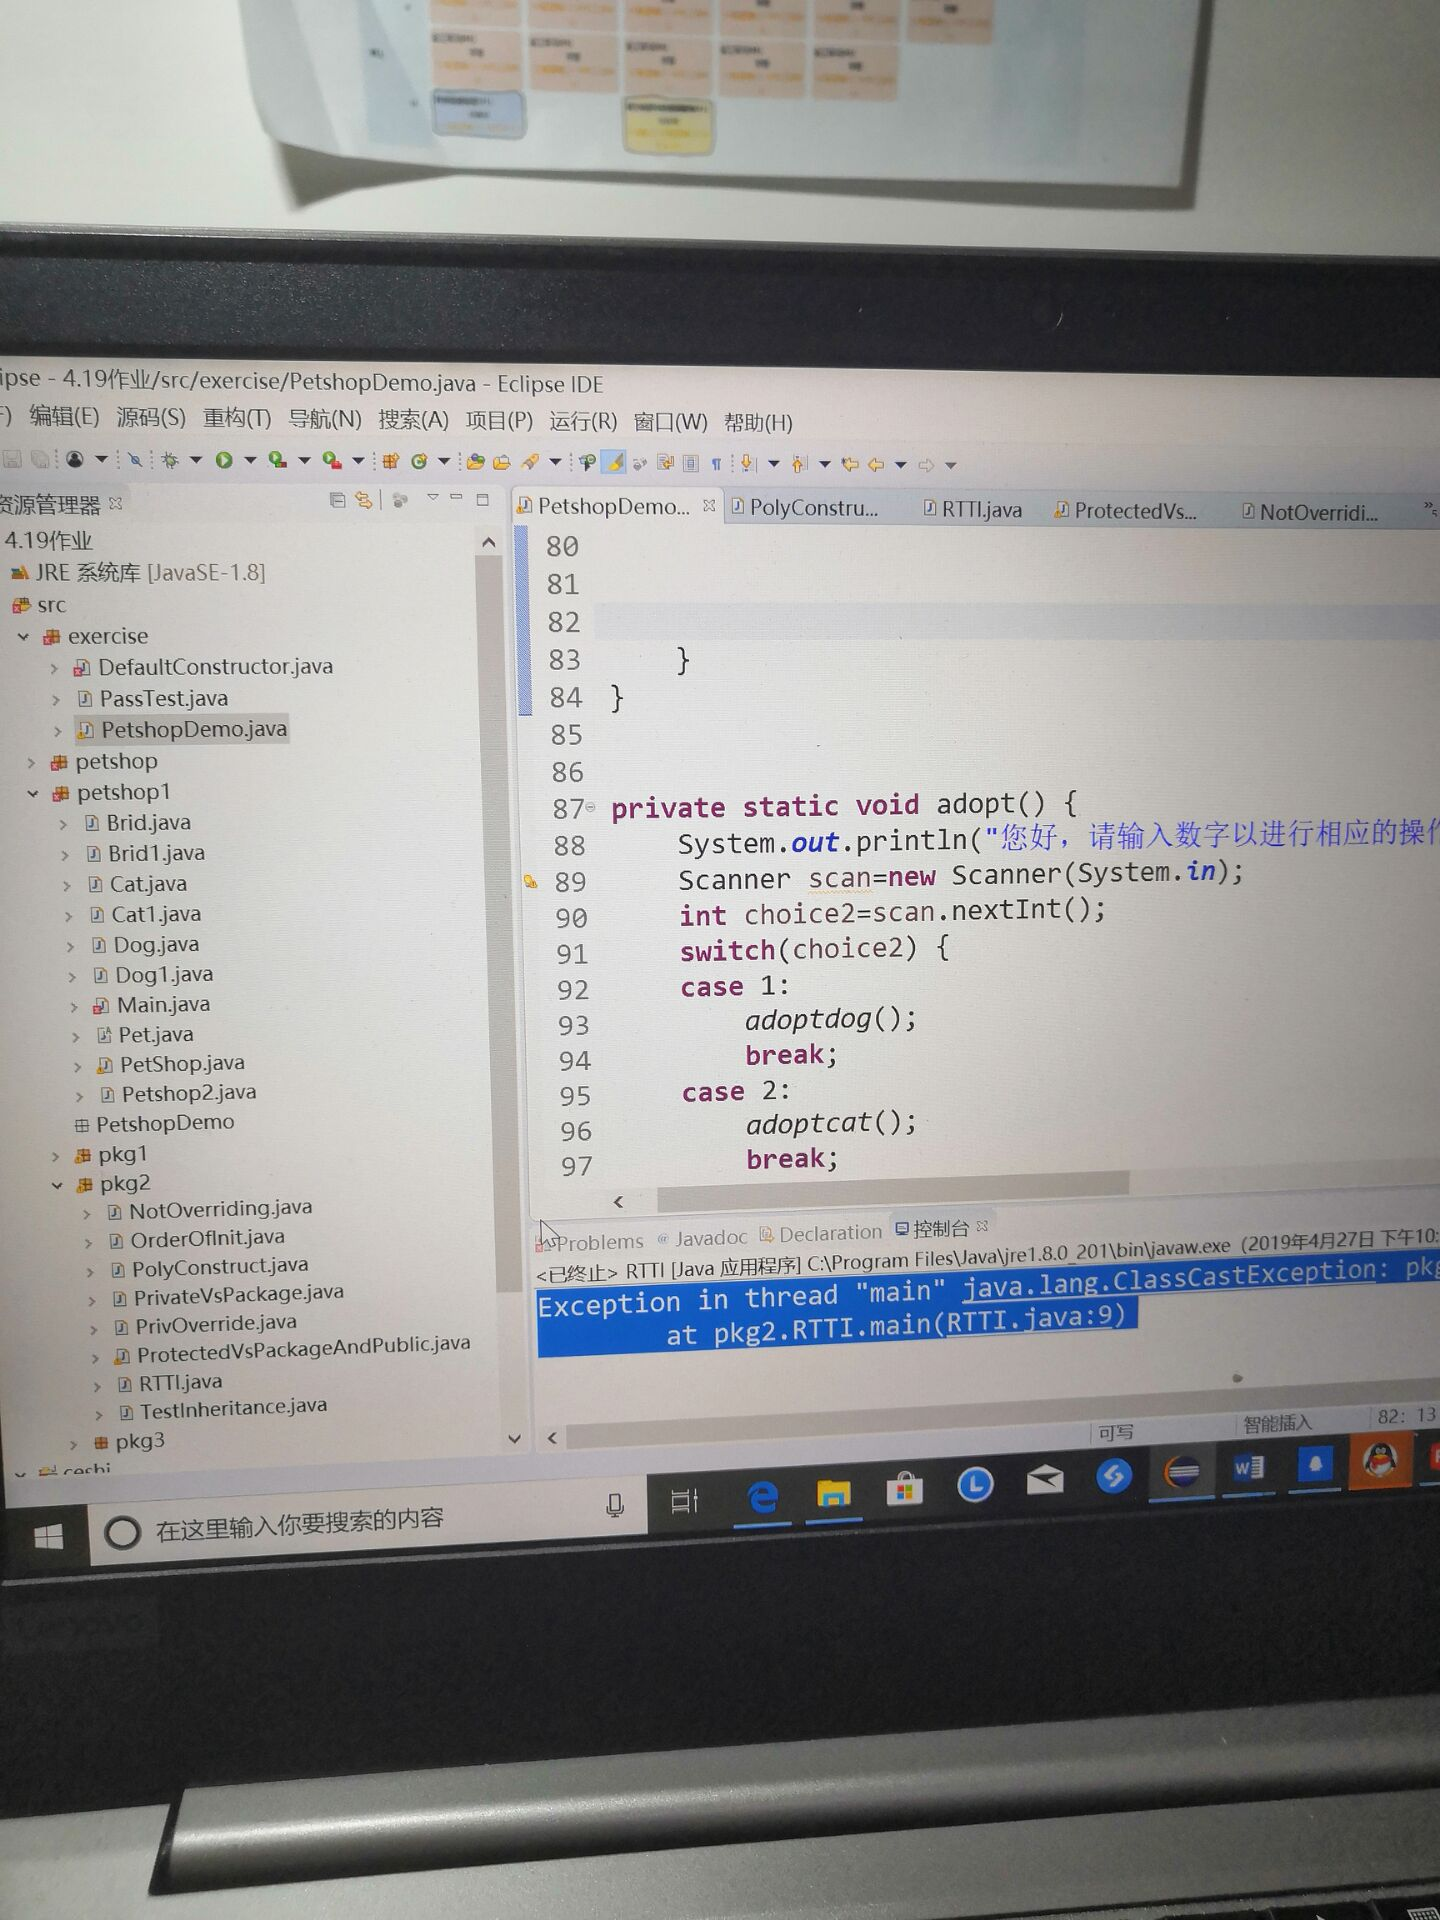 ipse - 4.19作业/src/exercise/PetshopDemo.java - Eclipse IDE
编辑(E) 源码(S) 重构(T) 导航(N) 搜索(A) 项目(P) 运行(R) 窗口(W) 帮助(H)
资源管理器
PetshopDemo... PolyConstru... RTTI.java ProtectedVs... NotOverridi...
4.19作业
JRE 系统库 [JavaSE-1.8]
src
exercise
DefaultConstructor.java
PassTest.java
PetshopDemo.java
petshop
petshop1
Brid.java
Brid1.java
Cat.java
Cat1.java
Dog.java
Dog1.java
Main.java
Pet.java
PetShop.java
Petshop2.java
PetshopDemo
pkg1
pkg2
NotOverriding.java
OrderOfInit.java
PolyConstruct.java
PrivateVsPackage.java
PrivOverride.java
ProtectedVsPackageAndPublic.java
RTTI.java
TestInheritance.java
pkg3
ceshi
80
81
82
83 }
84 }
85
86
87 private static void adopt() {
88 System.out.println("您好，请输入数字以进行相应的操作
89 Scanner scan=new Scanner(System.in);
90 int choice2=scan.nextInt();
91 switch(choice2) {
92 case 1:
93 adoptdog();
94 break;
95 case 2:
96 adoptcat();
97 break;
Problems @ Javadoc Declaration 控制台
<已终止> RTTI [Java 应用程序] C:\Program Files\Java\jre1.8.0_201\bin\javaw.exe (2019年4月27日 下午10:
Exception in thread "main" java.lang.ClassCastException: pkg
at pkg2.RTTI.main(RTTI.java:9)
可写 智能插入 82: 13
在这里输入你要搜索的内容